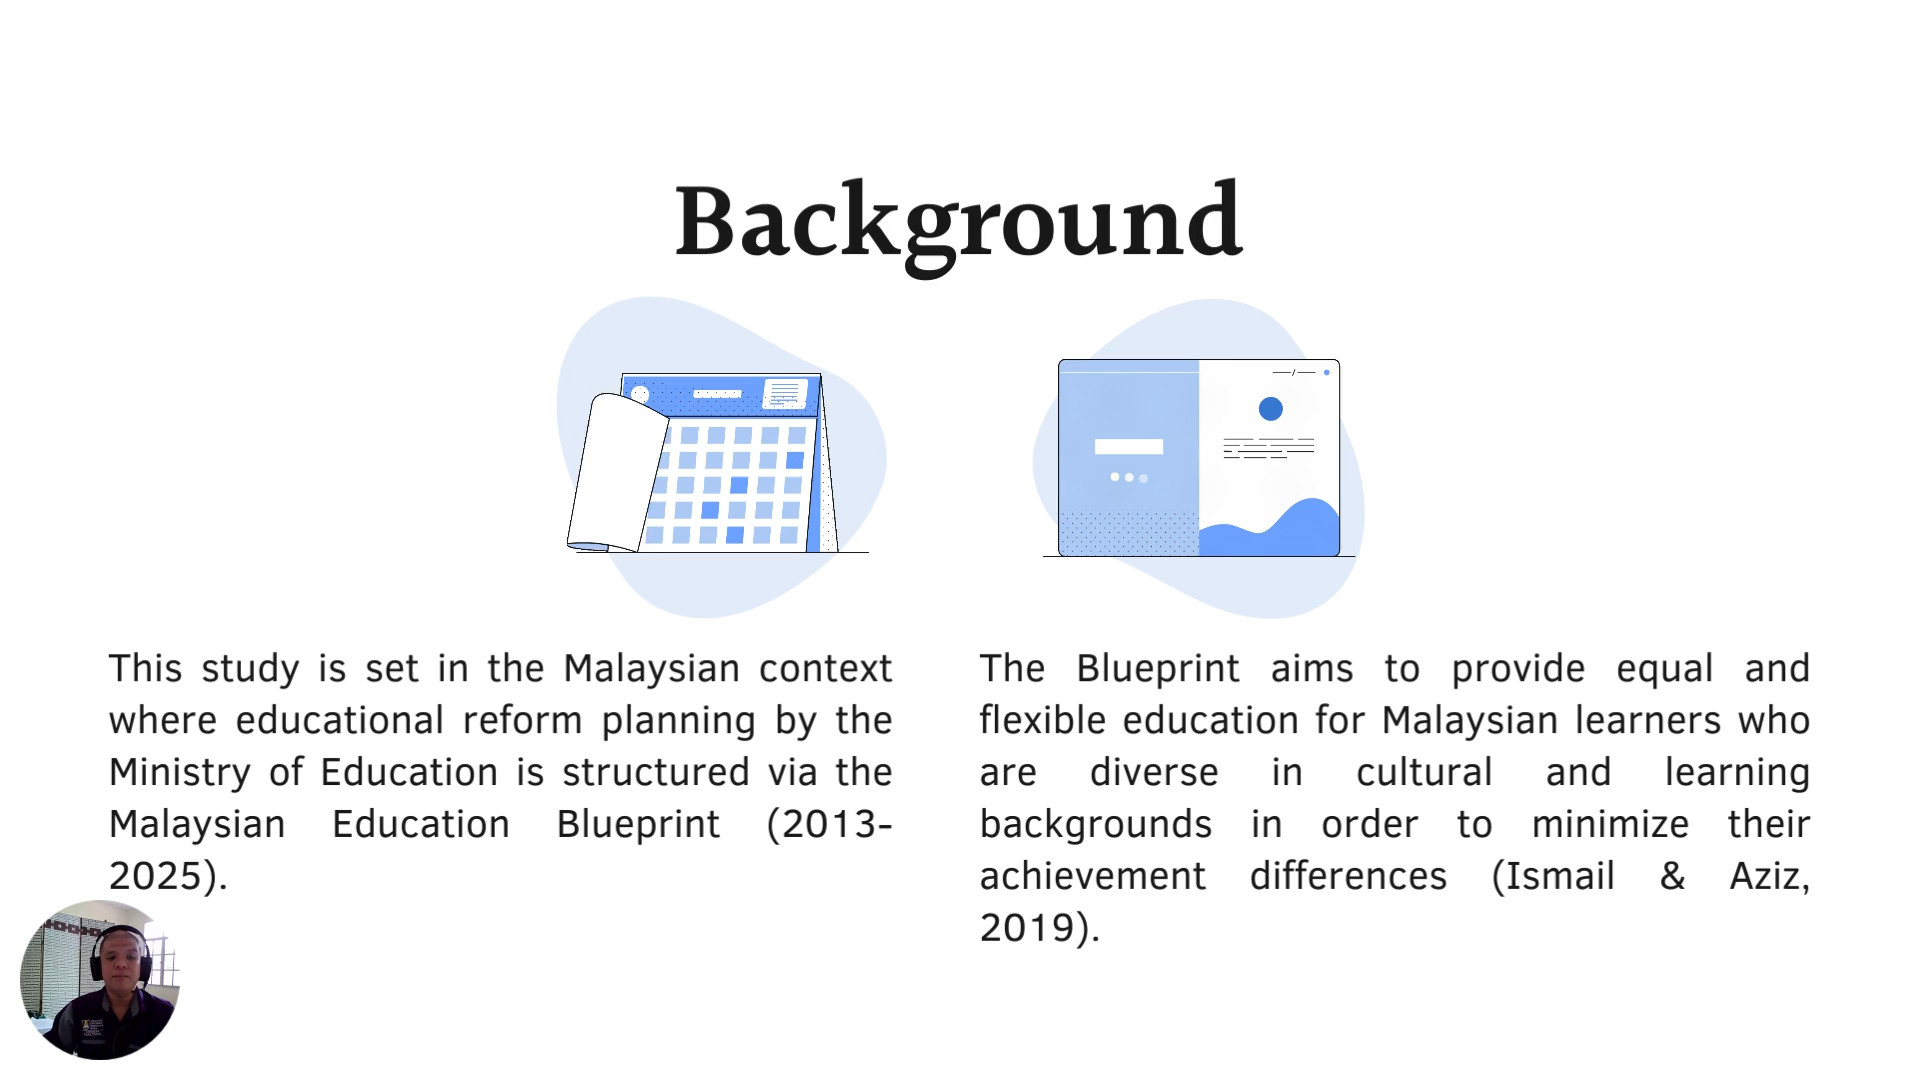 Background
This study is set in the Malaysian context
where educational reform planning by the
Ministry of Education is structured via the
Malaysian Education Blueprint (2013-
2025).
The Blueprint aims to provide equal and
flexible education for Malaysian learners who
are diverse in cultural and learning
backgrounds in order to minimize their
achievement differences (Ismail & Aziz,
2019).